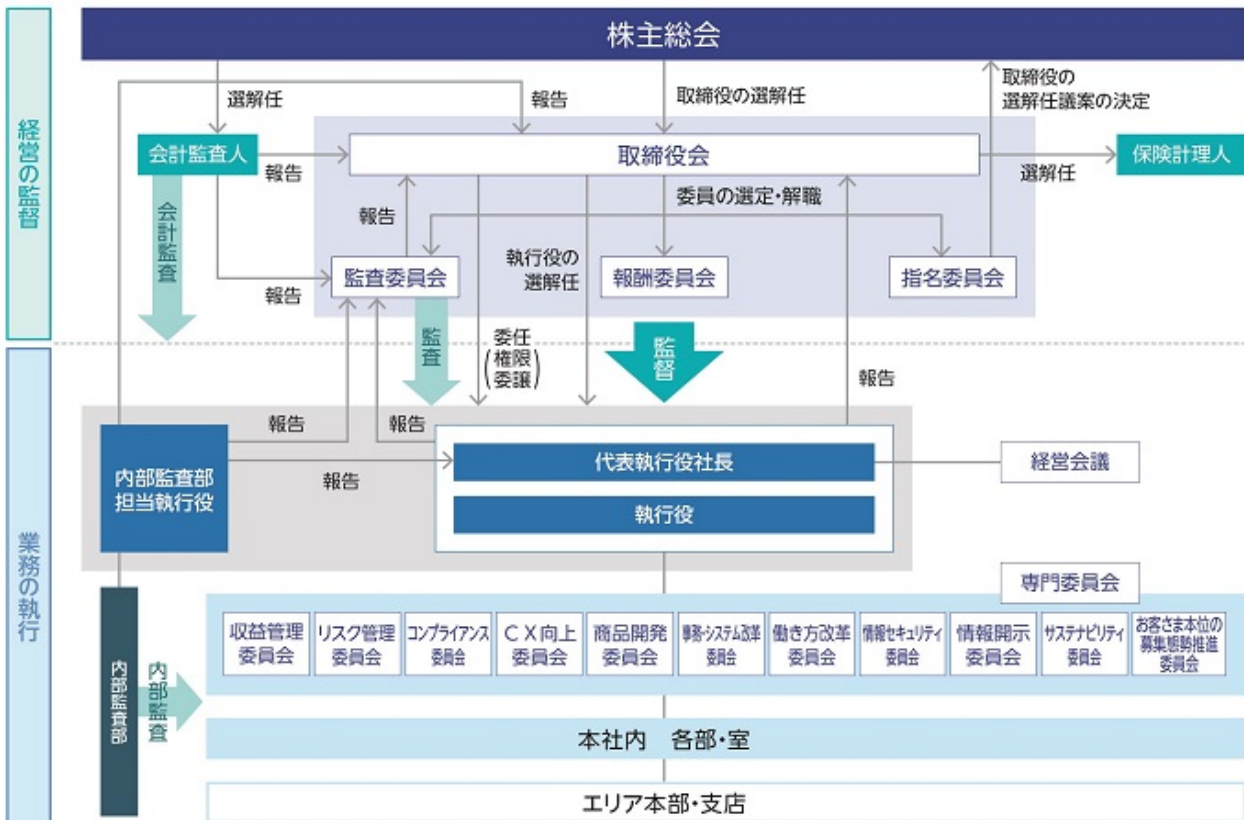 株主総会
経営の監督
選解任
報告
取締役の選解任
取締役の
選解任議案の決定
会計監査人
報告
取締役会
選解任
保険計理人
会計監査
報告
委員の選定・解職
執行役の
選解任
監査委員会
報酬委員会
指名委員会
報告
監査
委任
(権限
委譲)
監督
報告
業務の執行
報告
報告
内部監査部
担当執行役
報告
代表執行役社長
執行役
経営会議
専門委員会
収益管理
委員会
リスク管理
委員会
コンプライアンス
委員会
CX向上
委員会
商品開発
委員会
事務・システム改革
委員会
働き方改革
委員会
情報セキュリティ
委員会
情報開示
委員会
サステナビリティ
委員会
お客さま本位の
募集態勢推進
委員会
内部監査部
内部監査
本社内 各部・室
エリア本部・支店